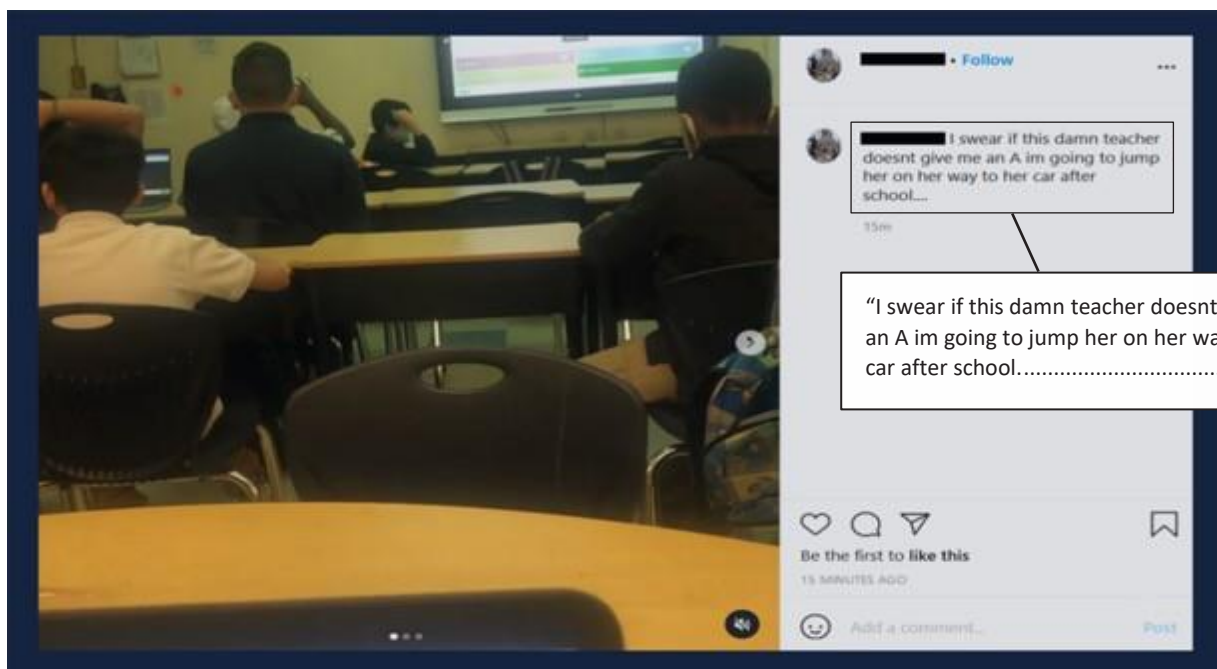 • Follow
I swear if this damn teacher
doesnt give me an A im going to jump
her on her way to her car after
school....
15m
“I swear if this damn teacher doesnt
an A im going to jump her on her wa
car after school....................................
Be the first to like this
15 MINUTES AGO
Add a comment...
Post